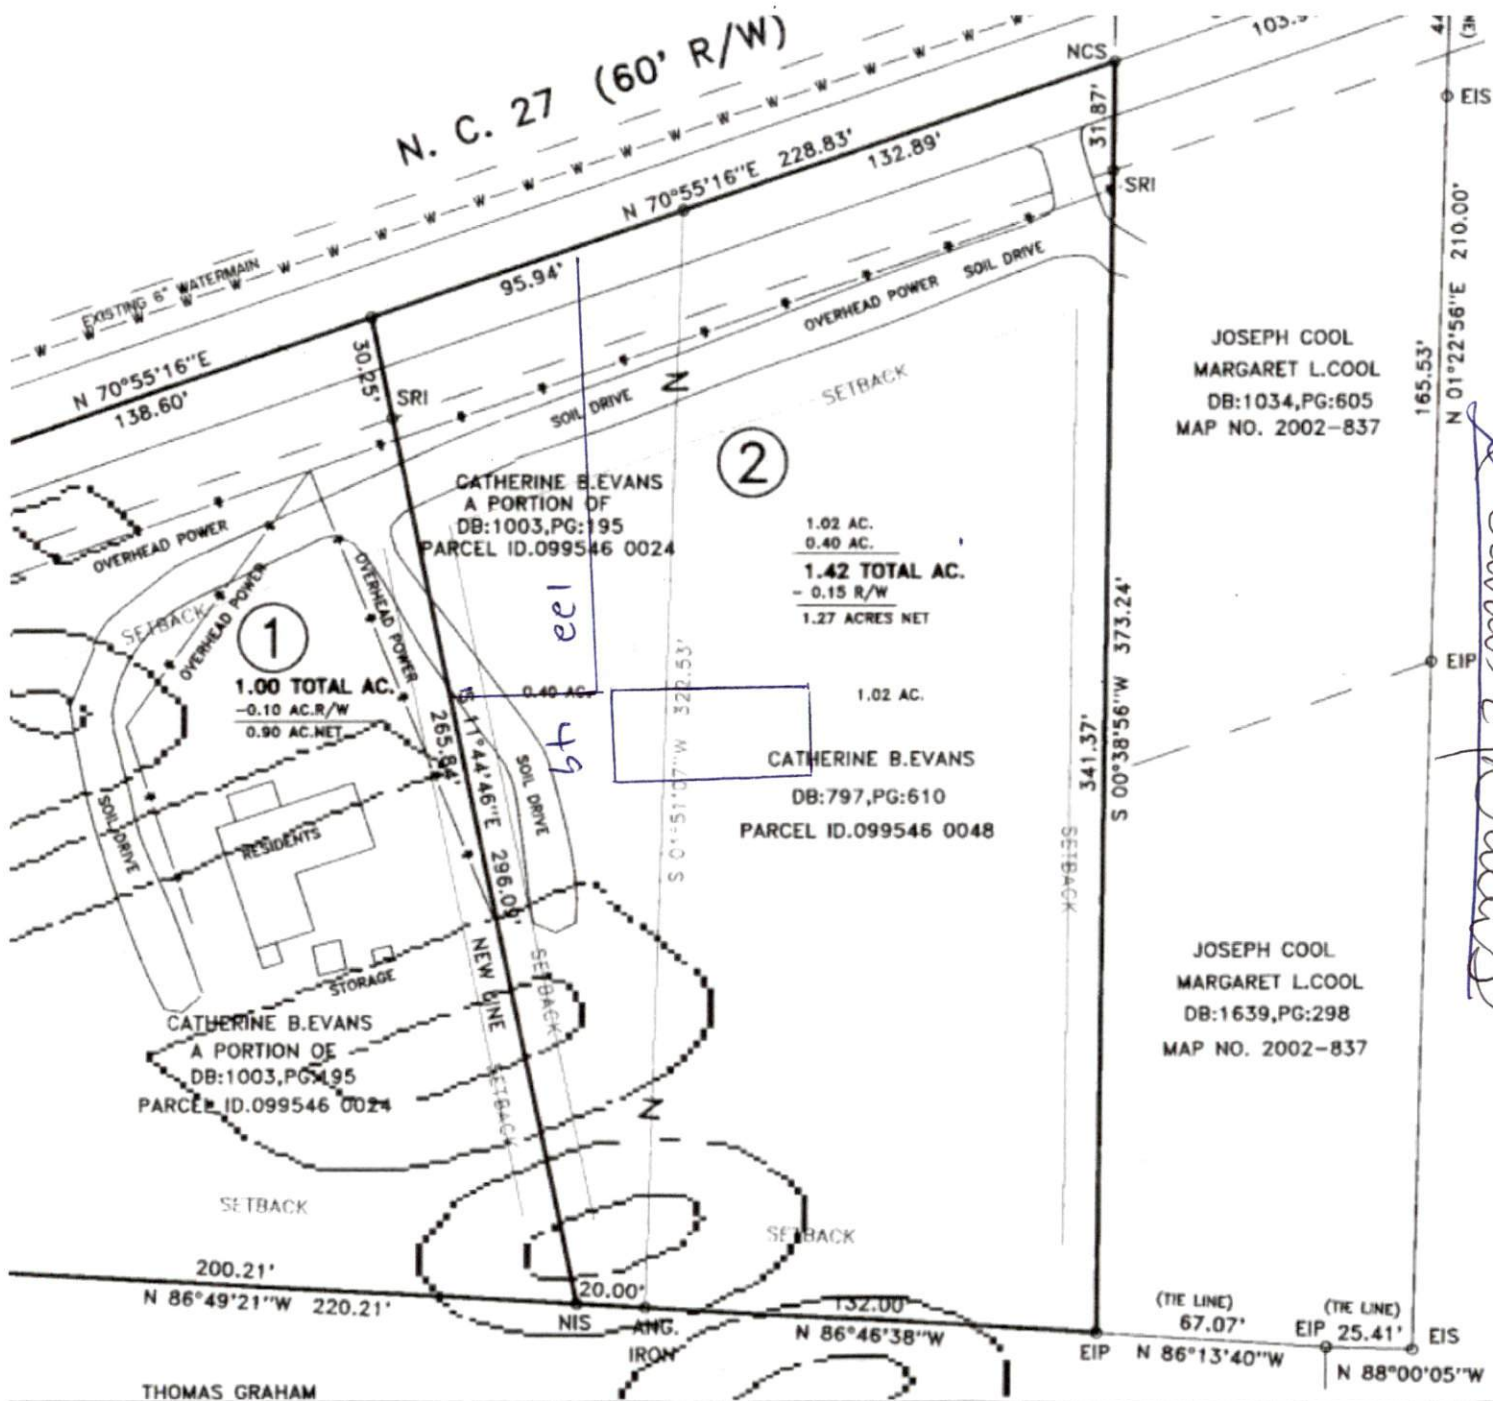 N. C. 27 (60' R/W)
NCS
31.87'
EIS
EXISTING 6" WATERMAIN
W W W W W W W W W W W W W W W W W W W W W
N 70°55'16"E 228.83'
132.89'
95.94'
SRI
N 70°55'16"E
138.60'
30.25'
SRI
OVERHEAD POWER
SOIL DRIVE
SOIL DRIVE
SETBACK
N
N 01°22'56"E 210.00'
165.53'
JOSEPH COOL
MARGARET L.COOL
DB:1034,PG:605
MAP NO. 2002-837
2
CATHERINE B.EVANS
A PORTION OF
DB:1003,PG:195
PARCEL ID.099546 0024
1.02 AC.
0.40 AC.
1.42 TOTAL AC.
- 0.15 R/W
1.27 ACRES NET
OVERHEAD POWER
OVERHEAD POWER
OVERHEAD POWER
SETBACK
1
1.00 TOTAL AC.
-0.10 AC.R/W
0.90 AC.NET
0.40 AC.
1.02 AC.
EIP
S 00°38'56"W 373.24'
341.37'
S 01°51'07"W 322.53'
S 11°44'46"E 296.09'
265.84'
SOIL DRIVE
SOIL DRIVE
CATHERINE B.EVANS
DB:797,PG:610
PARCEL ID.099546 0048
RESIDENTS
STORAGE
NEW LINE
SETBACK
SETBACK
SETBACK
CATHERINE B.EVANS
A PORTION OF
DB:1003,PG:195
PARCEL ID.099546 0024
JOSEPH COOL
MARGARET L.COOL
DB:1639,PG:298
MAP NO. 2002-837
N
SETBACK
SETBACK
200.21'
N 86°49'21"W 220.21'
20.00'
NIS
ANG.
IRON
132.00'
N 86°46'38"W
EIP
(TIE LINE)
67.07'
N 86°13'40"W
EIP
(TIE LINE)
25.41'
EIS
N 88°00'05"W
THOMAS GRAHAM